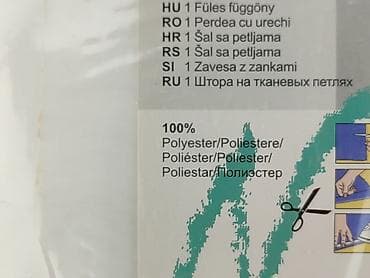 HU 1 Füles függöny
RO 1 Perdea cu urechi
HR 1 Šal sa petljama
RS 1 Šal sa petljama
SI 1 Zavesa z zankami
RU 1 Штора на тканевых петлях
100%
Polyester/Poliestere/
Poliéster/Poliester/
Poliestar/Полиэстер